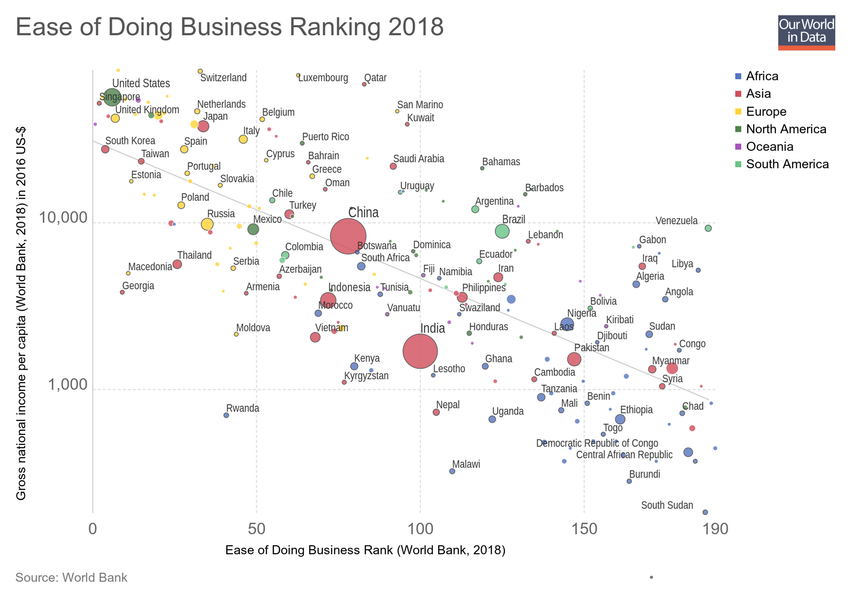 Ease of Doing Business Ranking 2018
Our World
in Data
Africa
Asia
Europe
North America
Oceania
South America
Gross national income per capita (World Bank, 2018) in 2016 US-$
10,000
1,000
Switzerland
Luxembourg
Qatar
United States
Singapore
United Kingdom
Netherlands
Japan
Belgium
San Marino
Kuwait
South Korea
Taiwan
Spain
Italy
Puerto Rico
Cyprus
Bahrain
Estonia
Portugal
Slovakia
Greece
Oman
Saudi Arabia
Bahamas
Poland
Chile
Uruguay
Barbados
Russia
Mexico
Turkey
China
Argentina
Brazil
Venezuela
Colombia
Botswana
Dominica
Lebanon
Gabon
Macedonia
Thailand
Serbia
Azerbaijan
South Africa
Ecuador
Iran
Iraq
Libya
Georgia
Armenia
Indonesia
Tunisia
Fiji
Namibia
Philippines
Algeria
Angola
Morocco
Vanuatu
Swaziland
Bolivia
Moldova
Vietnam
India
Honduras
Nigeria
Laos
Kiribati
Djibouti
Sudan
Congo
Kenya
Kyrgyzstan
Lesotho
Ghana
Cambodia
Pakistan
Myanmar
Syria
Rwanda
Nepal
Uganda
Tanzania
Mali
Benin
Ethiopia
Chad
Togo
Democratic Republic of Congo
Central African Republic
Malawi
Burundi
South Sudan
0
50
100
150
190
Ease of Doing Business Rank (World Bank, 2018)
Source: World Bank